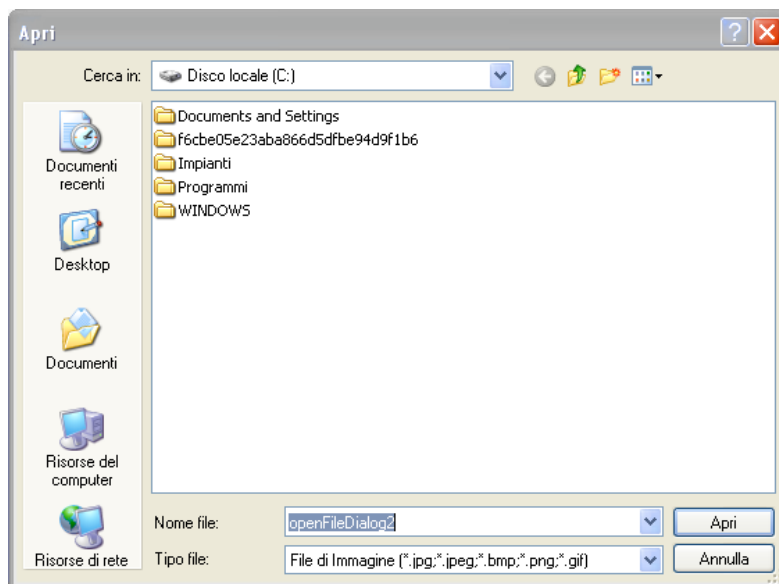 Apri
Cerca in:
Disco locale (C:)
Documents and Settings
f6cbe05e23aba866d5dfbe94d9f1b6
Impianti
Programmi
WINDOWS
Documenti
recenti
Desktop
Documenti
Risorse del
computer
Risorse di rete
Nome file:
openFileDialog2
Apri
Tipo file:
File di Immagine (*.jpg;*.jpeg;*.bmp;*.png;*.gif)
Annulla